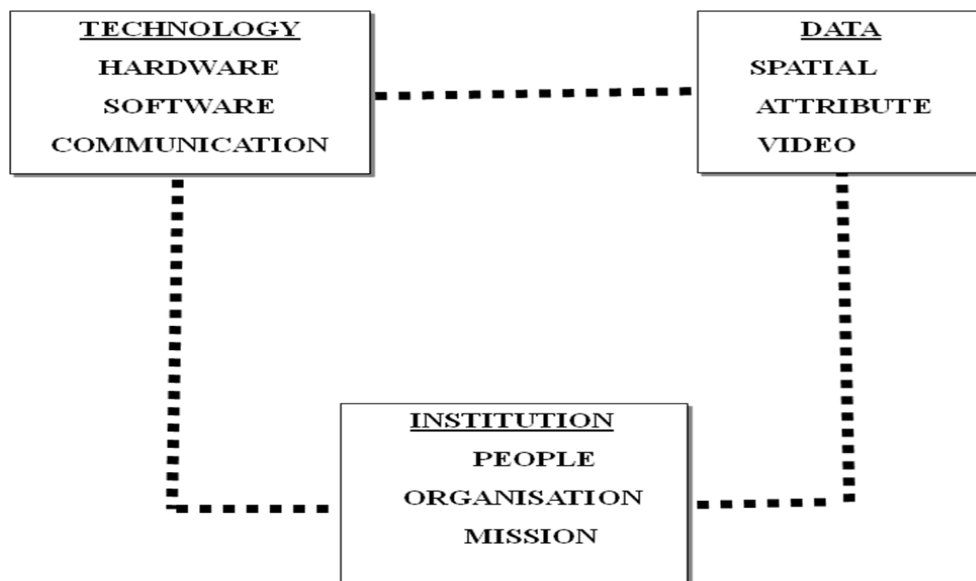 TECHNOLOGY
HARDWARE
SOFTWARE
COMMUNICATION
DATA
SPATIAL
ATTRIBUTE
VIDEO
INSTITUTION
PEOPLE
ORGANISATION
MISSION